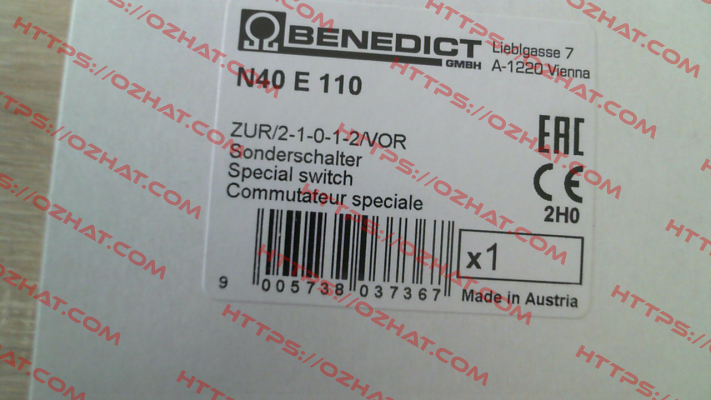 BENEDICT
GMBH
Lieblgasse 7
A-1220 Vienna
N40 E 110
ZUR/2-1-0-1-2/VOR
Sonderschalter
Special switch
Commutateur speciale
EAC
CE
2H0
x1
9 005738 037367
Made in Austria
HTTPS://OZHAT.COM